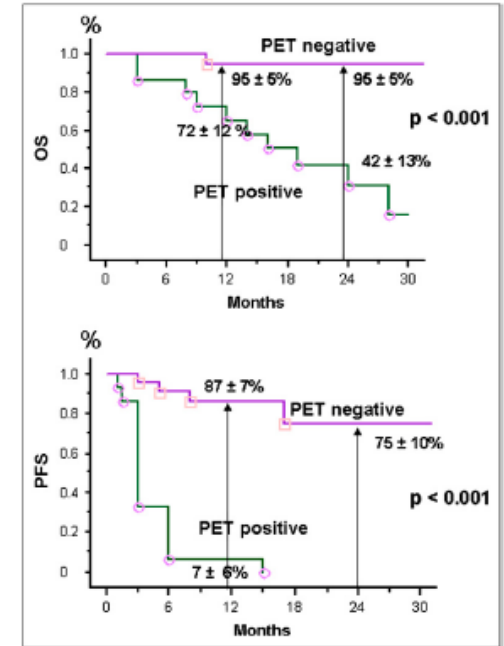 %
1.0
PET negative
95 ± 5%
95 ± 5%
0.8
p < 0.001
0.6
72 ± 12 %
OS
42 ± 13%
0.4
PET positive
0.2
0
0 6 12 18 24 30
Months
%
1.0
87 ± 7%
PET negative
0.8
75 ± 10%
0.6
PFS
p < 0.001
0.4
PET positive
0.2
7 ± 6%
0
0 6 12 18 24 30
Months